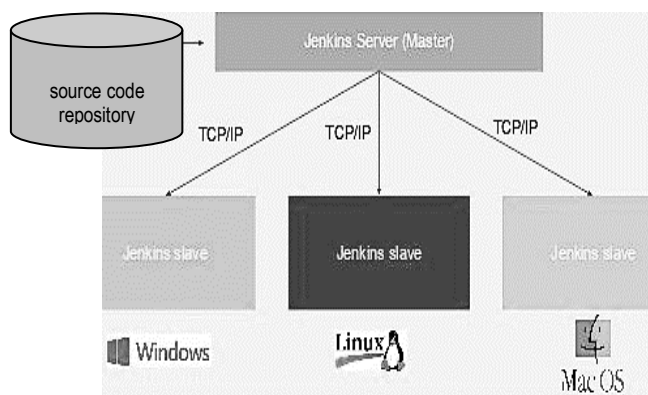 Jenkins Server (Master)
source code
repository
TCP/IP
TCP/IP
TCP/IP
Jenkins slave
Jenkins slave
Jenkins slave
Windows
Linux
Mac OS